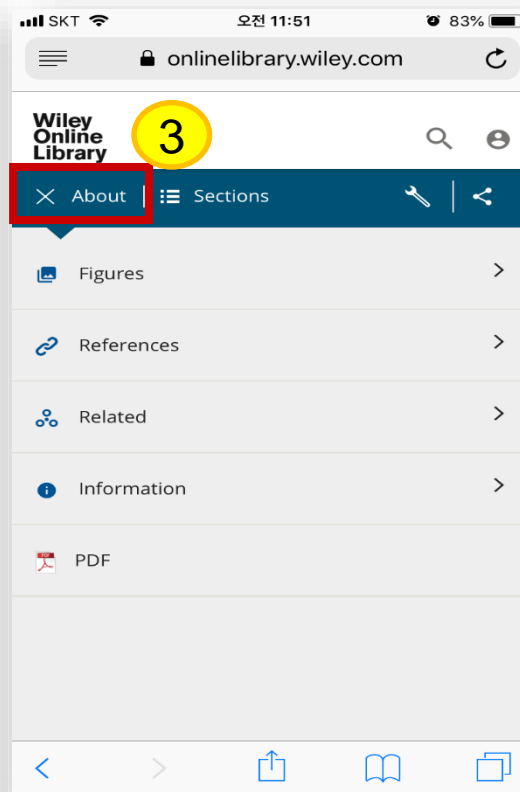 SKT 오전 11:51 83%
onlinelibrary.wiley.com
Wiley
Online
Library
3
About Sections
Figures
References
Related
Information
PDF